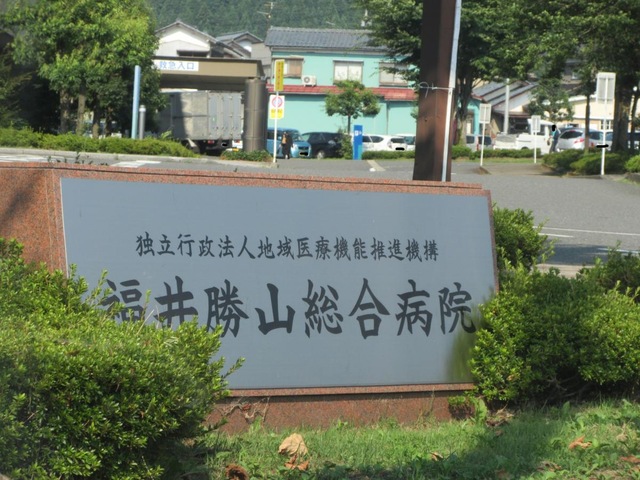 救急入口
独立行政法人地域医療機能推進機構
福井勝山総合病院